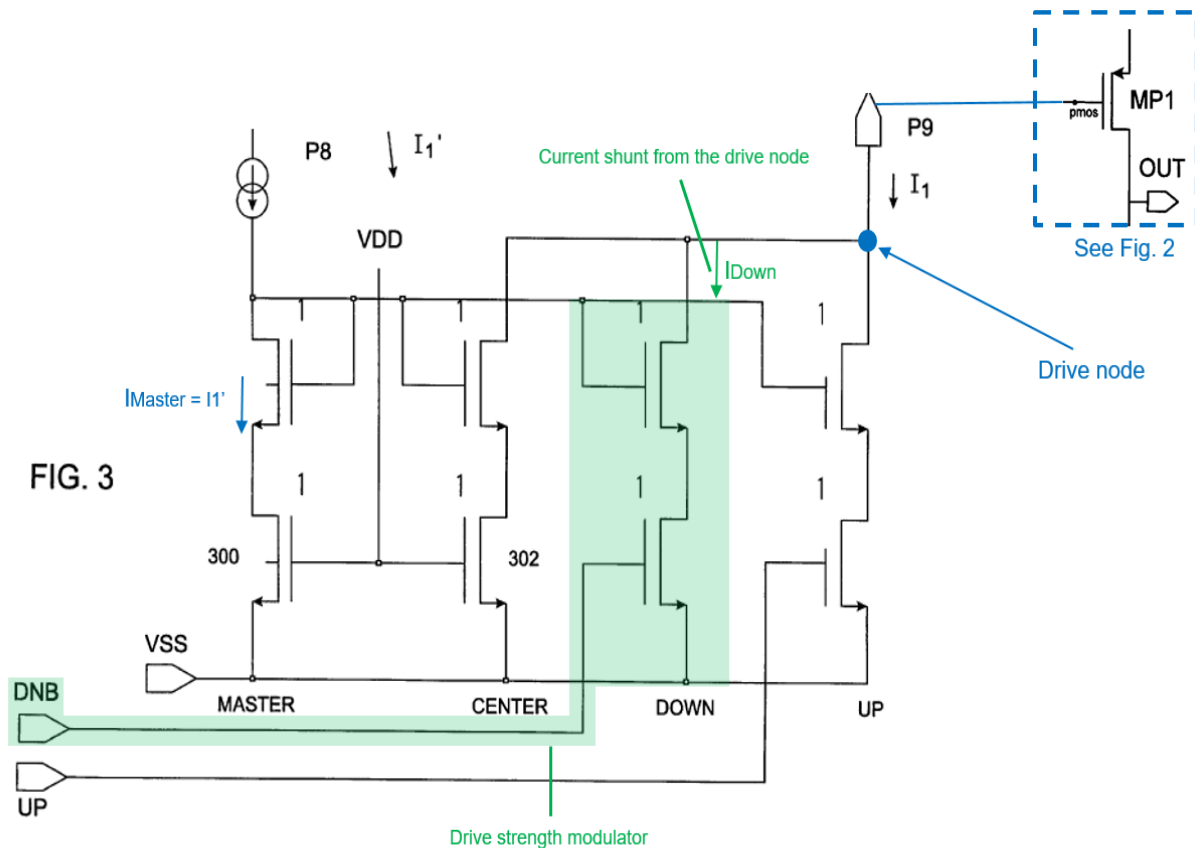 MP1
pmos
OUT
See Fig. 2
P9
I1
P8
I1'
Current shunt from the drive node
VDD
IDown
1
1
1
1
Drive node
IMaster = I1'
FIG. 3
1
1
1
1
300
302
VSS
DNB
MASTER
CENTER
DOWN
UP
UP
Drive strength modulator